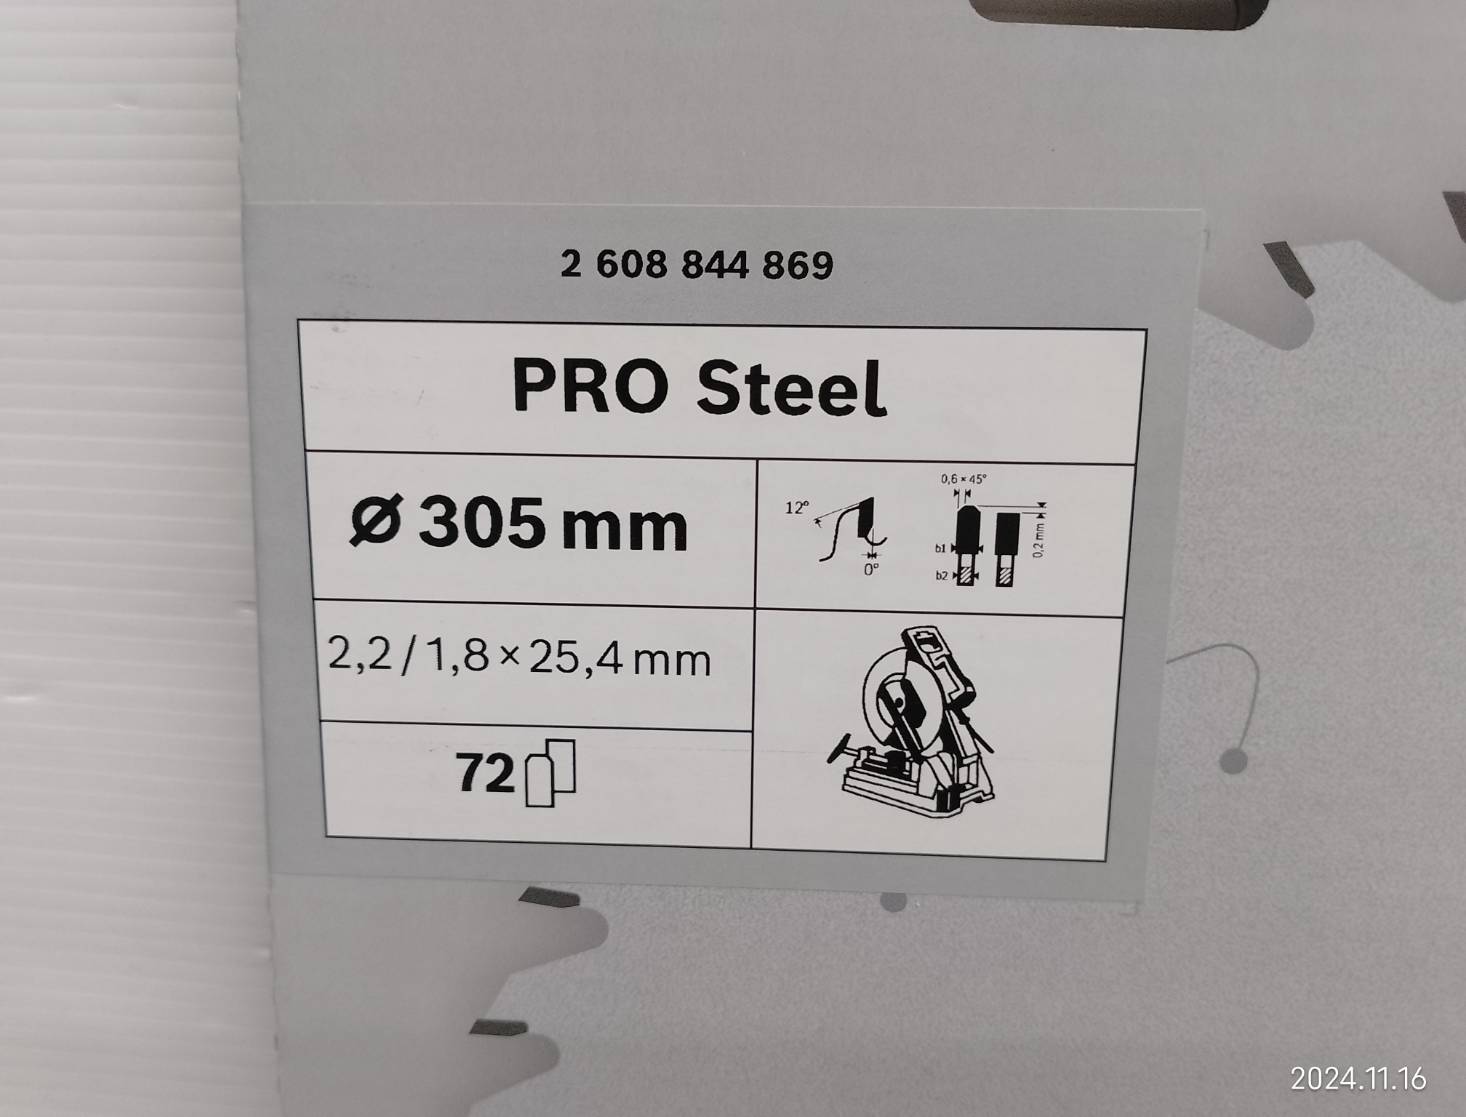 2 608 844 869
PRO Steel
Ø 305 mm
12°
0°
0,6 × 45°
b1
b2
0,2 mm
2,2 / 1,8 × 25,4 mm
72
2024.11.16